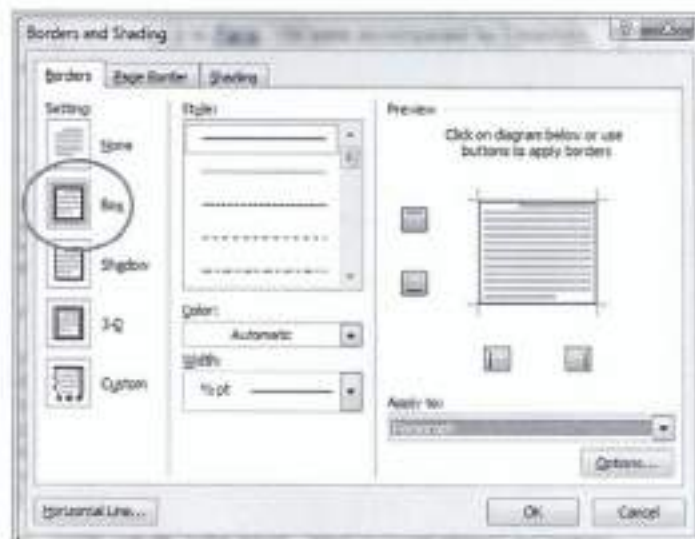 Borders and Shading
Borders Page Border Shading
Setting:
None
Box
Shadow
3-D
Custom
Style:
Color:
Automatic
Width:
½ pt
Preview
Click on diagram below or use
buttons to apply borders
Apply to:
Paragraph
Options...
Horizontal Line...
OK
Cancel